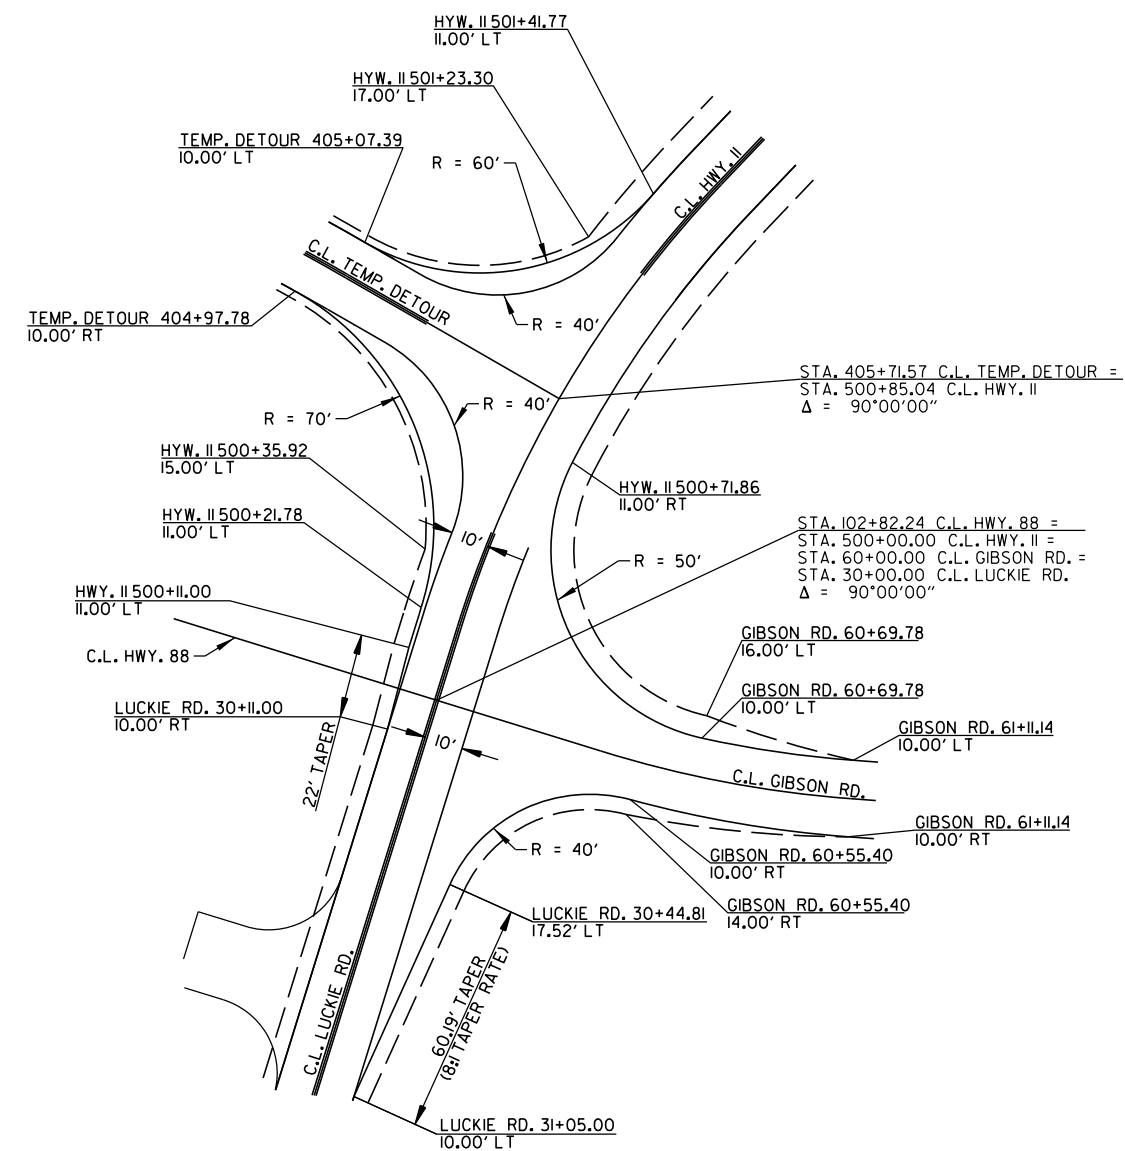 HYW. 11 501+41.77
11.00' LT
HYW. 11 501+23.30
17.00' LT
TEMP. DETOUR 405+07.39
10.00' LT
R = 60'
C.L. HWY. 11
C.L. TEMP. DETOUR
TEMP. DETOUR 404+97.78
10.00' RT
R = 40'
STA. 405+71.57 C.L. TEMP. DETOUR =
STA. 500+85.04 C.L. HWY. 11
Δ = 90°00'00"
R = 40'
R = 70'
HYW. 11 500+35.92
15.00' LT
HYW. 11 500+71.86
11.00' RT
HYW. 11 500+21.78
11.00' LT
STA. 102+82.24 C.L. HWY. 88 =
STA. 500+00.00 C.L. HWY. 11 =
STA. 60+00.00 C.L. GIBSON RD. =
STA. 30+00.00 C.L. LUCKIE RD.
Δ = 90°00'00"
10'
R = 50'
HWY. 11 500+11.00
11.00' LT
C.L. HWY. 88
GIBSON RD. 60+69.78
16.00' LT
GIBSON RD. 60+69.78
10.00' LT
LUCKIE RD. 30+11.00
10.00' RT
GIBSON RD. 61+11.14
10.00' LT
10'
22' TAPER
C.L. GIBSON RD.
GIBSON RD. 61+11.14
10.00' RT
R = 40'
GIBSON RD. 60+55.40
10.00' RT
GIBSON RD. 60+55.40
14.00' RT
LUCKIE RD. 30+44.81
17.52' LT
C.L. LUCKIE RD.
60.19' TAPER
(8:1 TAPER RATE)
LUCKIE RD. 31+05.00
10.00' LT